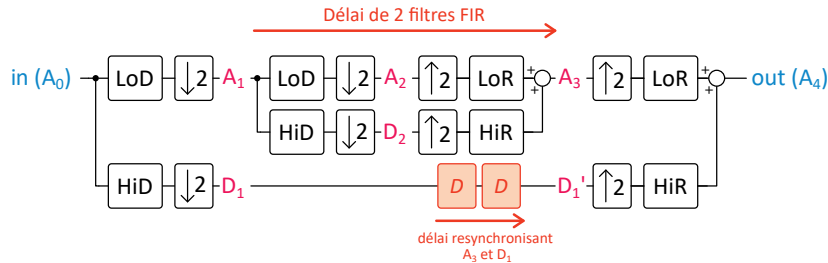 Délai de 2 filtres FIR
in (A0) LoD ↓2 A1 LoD ↓2 A2 ↑2 LoR + + A3 ↑2 LoR + + out (A4)
HiD ↓2 D2 ↑2 HiR
HiD ↓2 D1 D D D1' ↑2 HiR
délai resynchronisant
A3 et D1